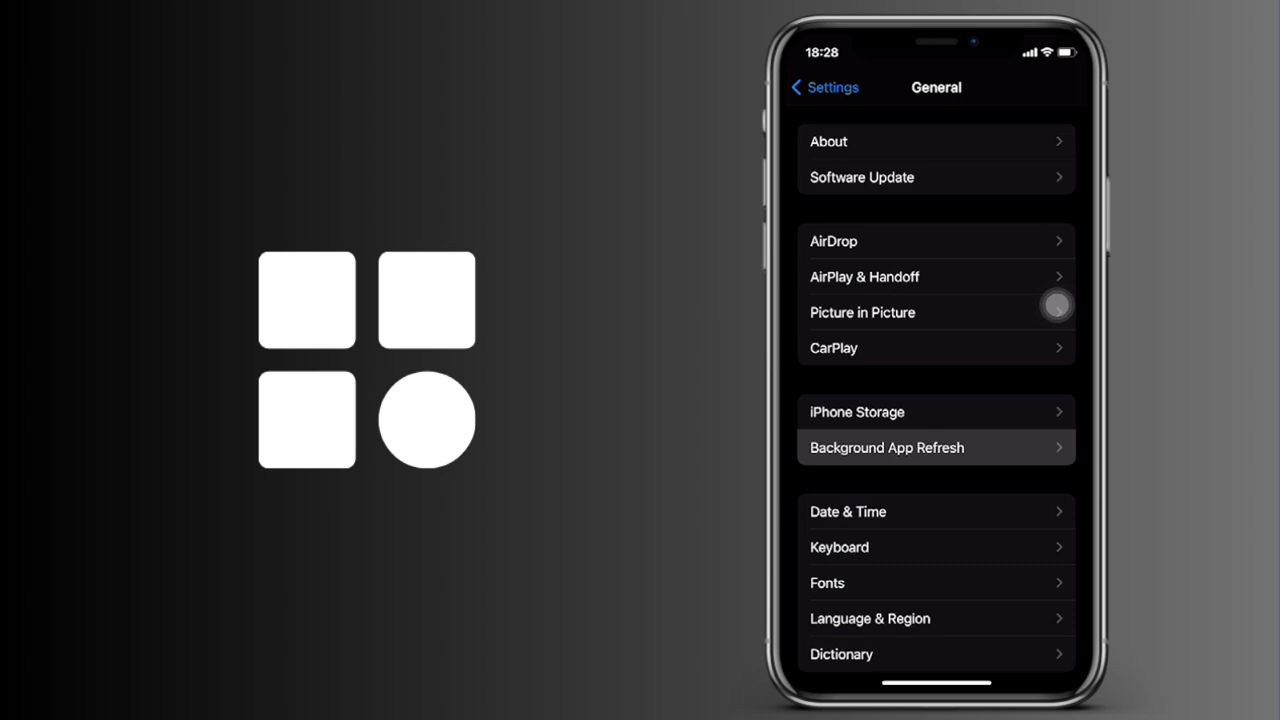 18:28
Settings
General
About
Software Update
AirDrop
AirPlay & Handoff
Picture in Picture
CarPlay
iPhone Storage
Background App Refresh
Date & Time
Keyboard
Fonts
Language & Region
Dictionary